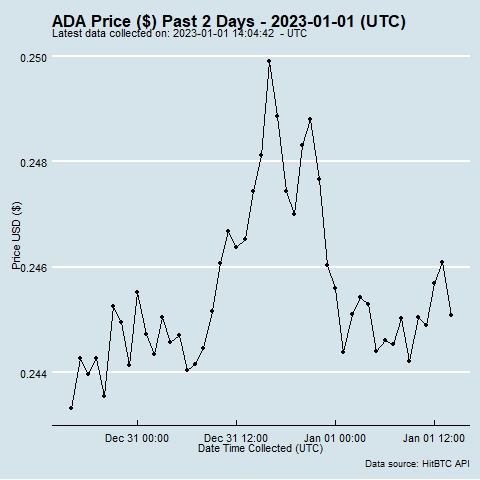 ADA Price ($) Past 2 Days - 2023-01-01 (UTC)
Latest data collected on: 2023-01-01 14:04:42 - UTC
0.250
0.248
Price USD ($)
0.246
0.244
Dec 31 00:00 Dec 31 12:00 Jan 01 00:00 Jan 01 12:00
Date Time Collected (UTC)
Data source: HitBTC API